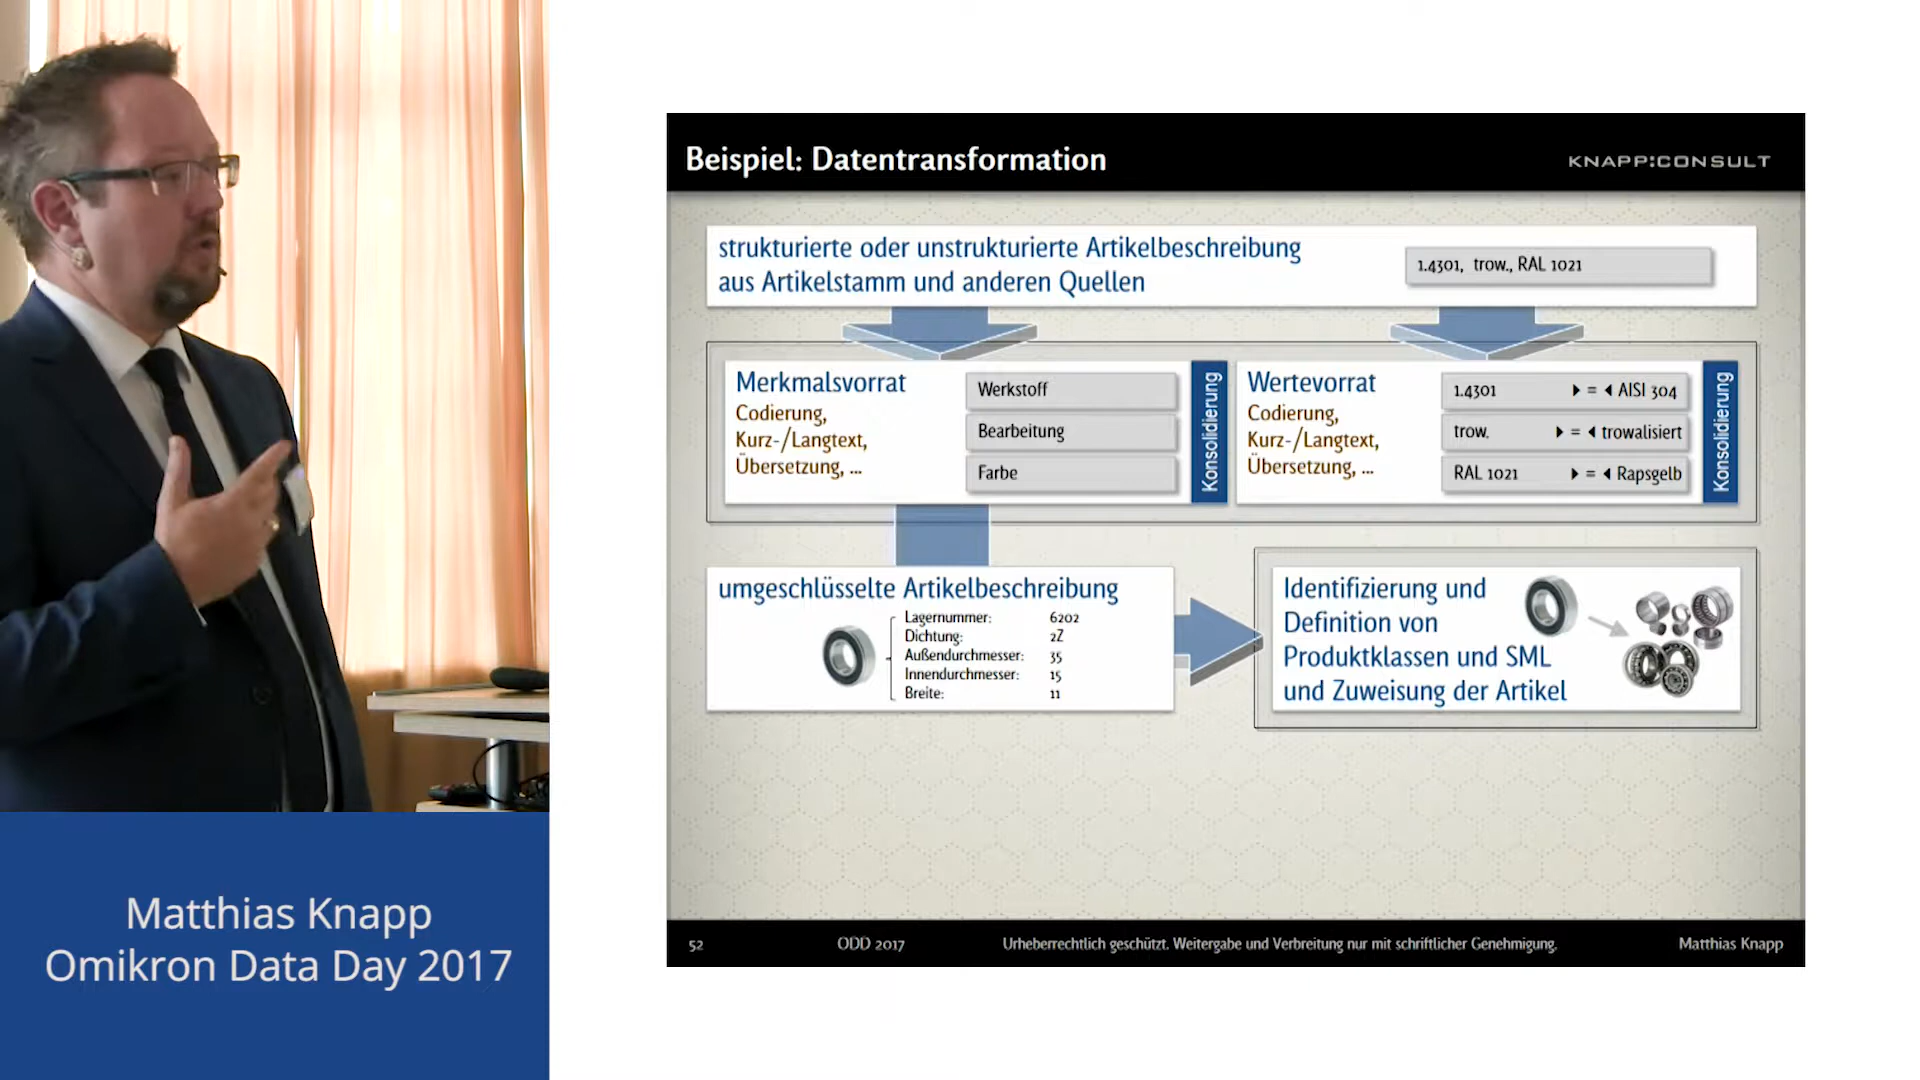 Beispiel: Datentransformation
KNAPP:CONSULT
strukturierte oder unstrukturierte Artikelbeschreibung
aus Artikelstamm und anderen Quellen
1.4301, trow., RAL 1021
Merkmalsvorrat
Codierung,
Kurz-/Langtext,
Übersetzung, ...
Werkstoff
Bearbeitung
Farbe
Konsolidierung
Wertevorrat
Codierung,
Kurz-/Langtext,
Übersetzung, ...
1.4301 ▶ = ◀ AISI 304
trow. ▶ = ◀ trowalisiert
RAL 1021 ▶ = ◀ Rapsgelb
Konsolidierung
umgeschlüsselte Artikelbeschreibung
Lagernummer: 6202
Dichtung: 2Z
Außendurchmesser: 35
Innendurchmesser: 15
Breite: 11
Identifizierung und
Definition von
Produktklassen und SML
und Zuweisung der Artikel
52 ODD 2017 Urheberrechtlich geschützt. Weitergabe und Verbreitung nur mit schriftlicher Genehmigung. Matthias Knapp
Matthias Knapp
Omikron Data Day 2017